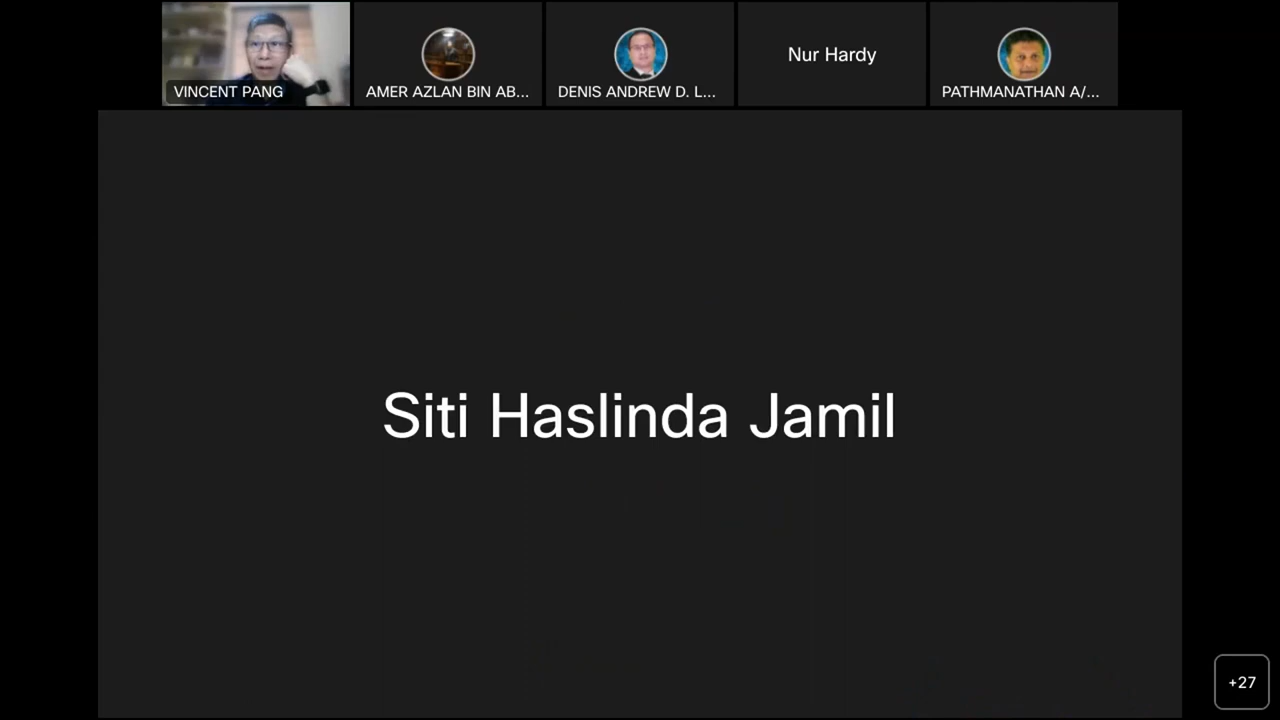 VINCENT PANG
AMER AZLAN BIN AB...
DENIS ANDREW D. L...
Nur Hardy
PATHMANATHAN A/...
Siti Haslinda Jamil
+27